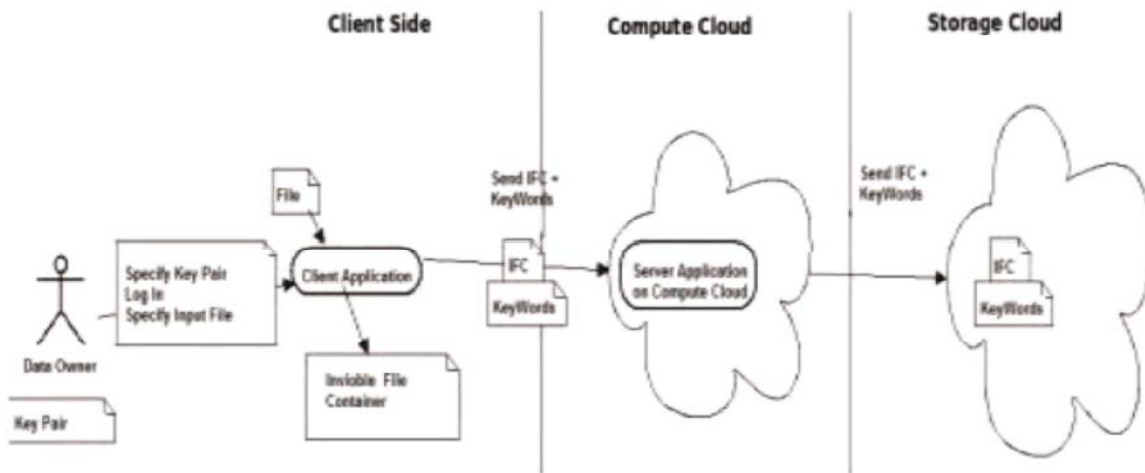 Client Side
Compute Cloud
Storage Cloud
File
Send IFC +
KeyWords
Send IFC +
KeyWords
Specify Key Pair
Log In
Specify Input File
Client Application
IFC
KeyWords
Server Application
on Compute Cloud
IFC
KeyWords
Data Owner
Invioble File
Container
Key Pair